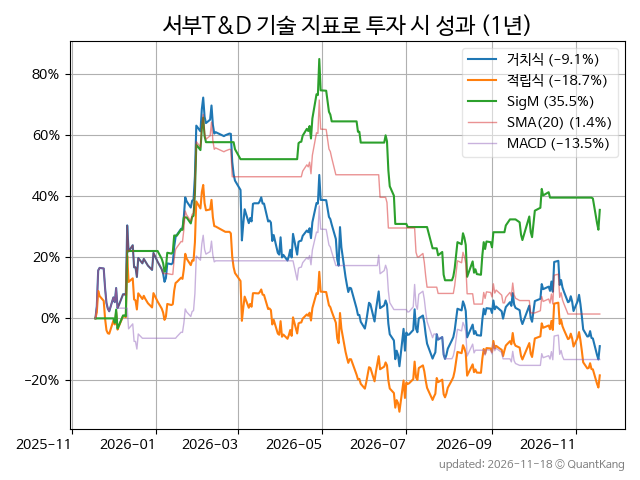 서부T&D 기술 지표로 투자 시 성과 (1년)
거치식 (−9.1%)
적립식 (−18.7%)
SigM (35.5%)
SMA(20) (1.4%)
MACD (−13.5%)
80%
60%
40%
20%
0%
−20%
2025−11 2026−01 2026−03 2026−05 2026−07 2026−09 2026−11
updated: 2026−11−18 © QuantKang